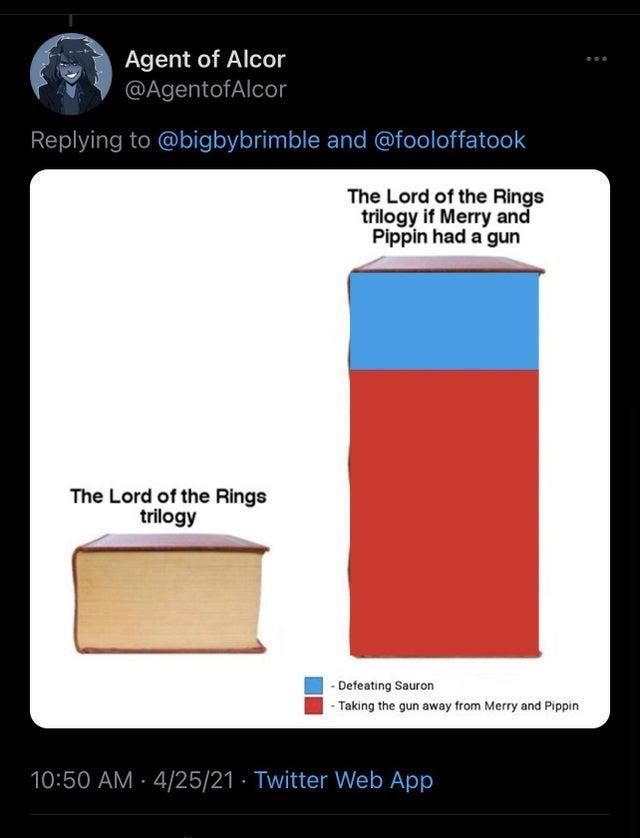 Agent of Alcor
@AgentofAlcor
Replying to @bigbybrimble and @fooloffatook
The Lord of the Rings
trilogy if Merry and
Pippin had a gun
The Lord of the Rings
trilogy
- Defeating Sauron
- Taking the gun away from Merry and Pippin
10:50 AM · 4/25/21 · Twitter Web App